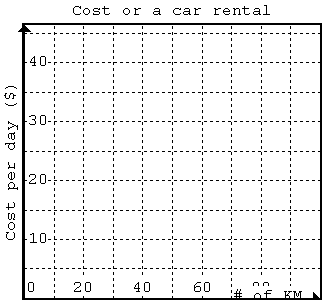 Cost or a car rental
Cost per day ($)
40
30
20
10
0 20 40 60
# of KM